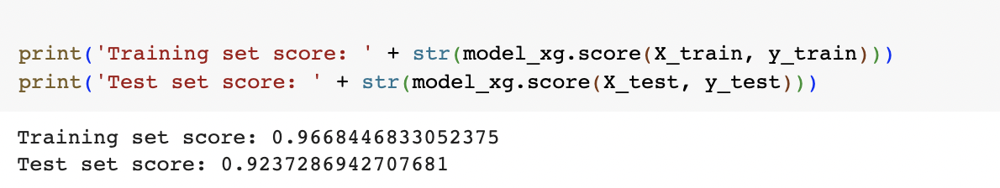 print('Training set score: ' + str(model_xg.score(X_train, y_train)))
print('Test set score: ' + str(model_xg.score(X_test, y_test)))
Training set score: 0.9668446833052375
Test set score: 0.9237286942707681